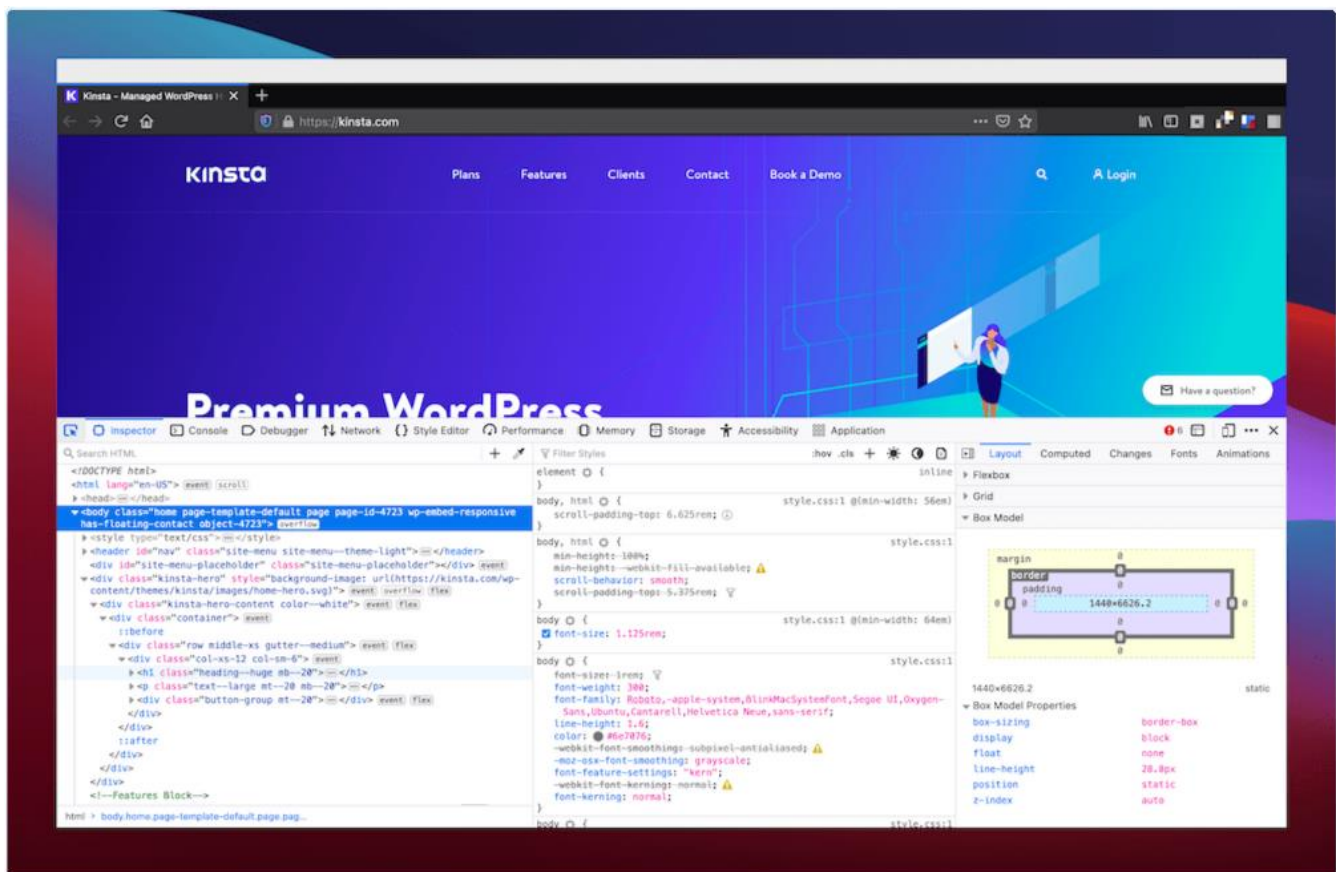 Kinsta - Managed WordPress H
https://kinsta.com
KINSTA
Plans Features Clients Contact Book a Demo Login
Have a question?
Premium WordPress
Inspector Console Debugger Network Style Editor Performance Memory Storage Accessibility Application 6
Search HTML
<!DOCTYPE html>
<html lang="en-US"> event scroll
<head></head>
<body class="home page-template-default page page-id-4723 wp-embed-responsive
has-floating-contact object-4723"> overflow
<style type="text/css"></style>
<header id="nav" class="site-menu site-menu--theme-light"></header>
<div id="site-menu-placeholder" class="site-menu-placeholder"></div> event
<div class="kinsta-hero" style="background-image: url(https://kinsta.com/wp-
content/themes/kinsta/images/home-hero.svg)"> event overflow flex
<div class="kinsta-hero-content color--white"> event flex
<div class="container"> event
::before
<div class="row middle-xs gutter--medium"> event flex
<div class="col-xs-12 col-sm-6"> event
<h1 class="heading--huge mb--20"></h1>
<p class="text--large mt--20 mb--20"></p>
<div class="button-group mt--20"></div> event flex
</div>
</div>
::after
</div>
</div>
</div>
<!--Features Block-->
html > body.home.page-template-default.page.pag...
Filter Styles :hov .cls
element { inline
}
body, html { style.css:1 @(min-width: 56em)
scroll-padding-top: 6.625rem;
}
body, html { style.css:1
min-height: 100%;
min-height: -webkit-fill-available;
scroll-behavior: smooth;
scroll-padding-top: 5.375rem;
}
body { style.css:1 @(min-width: 64em)
font-size: 1.125rem;
}
body { style.css:1
font-size: 1rem;
font-weight: 300;
font-family: Roboto,-apple-system,BlinkMacSystemFont,Segoe UI,Oxygen-
Sans,Ubuntu,Cantarell,Helvetica Neue,sans-serif;
line-height: 1.6;
color: #6e7076;
-webkit-font-smoothing: subpixel-antialiased;
-moz-osx-font-smoothing: grayscale;
font-feature-settings: "kern";
-webkit-font-kerning: normal;
font-kerning: normal;
}
body { style.css:1
Layout Computed Changes Fonts Animations
Flexbox
Grid
Box Model
margin 0
border 0
padding 0
0 0 0 1440×6626.2 0 0 0
0
0
0
1440×6626.2 static
Box Model Properties
box-sizing border-box
display block
float none
line-height 28.8px
position static
z-index auto